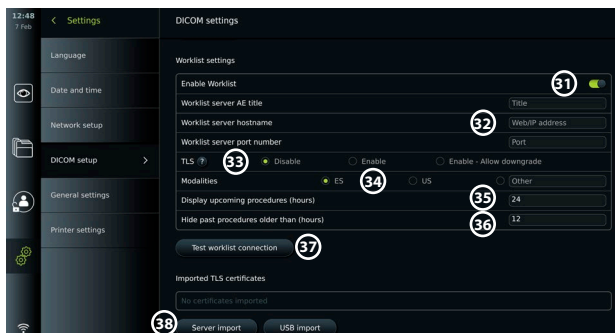 12:48
7 Feb
< Settings
DICOM settings
Language
Date and time
Network setup
DICOM setup >
General settings
Printer settings
Worklist settings
Enable Worklist 31
Worklist server AE title Title
Worklist server hostname 32 Web/IP address
Worklist server port number Port
TLS ? 33 Disable Enable Enable - Allow downgrade
Modalities ES 34 US Other
Display upcoming procedures (hours) 35 24
Hide past procedures older than (hours) 36 12
Test worklist connection 37
Imported TLS certificates
No certificates imported
38 Server import USB import